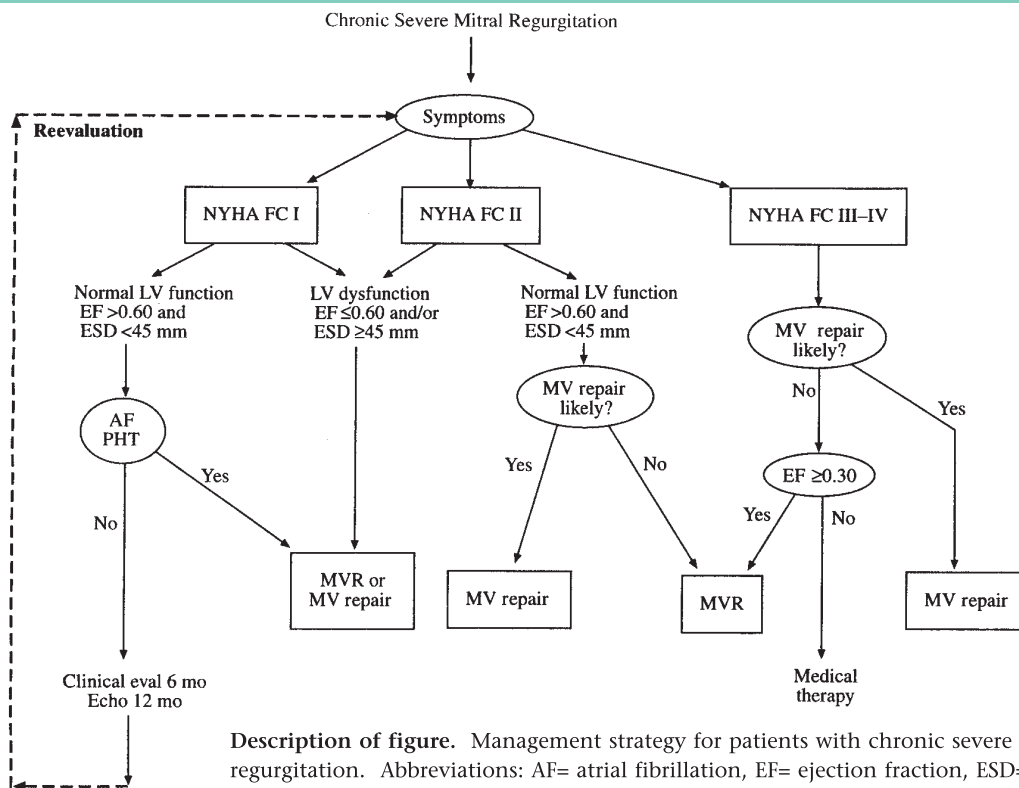 Chronic Severe Mitral Regurgitation
Symptoms
Reevaluation
NYHA FC I
NYHA FC II
NYHA FC III–IV
Normal LV function
EF >0.60 and
ESD <45 mm
LV dysfunction
EF ≤0.60 and/or
ESD ≥45 mm
Normal LV function
EF >0.60 and
ESD <45 mm
MV repair
likely?
MV repair
likely?
AF
PHT
No
Yes
Yes
Yes
No
EF ≥0.30
No
Yes
No
MVR or
MV repair
MV repair
MVR
MV repair
Clinical eval 6 mo
Echo 12 mo
Medical
therapy
Description of figure. Management strategy for patients with chronic severe
regurgitation. Abbreviations: AF= atrial fibrillation, EF= ejection fraction, ESD=